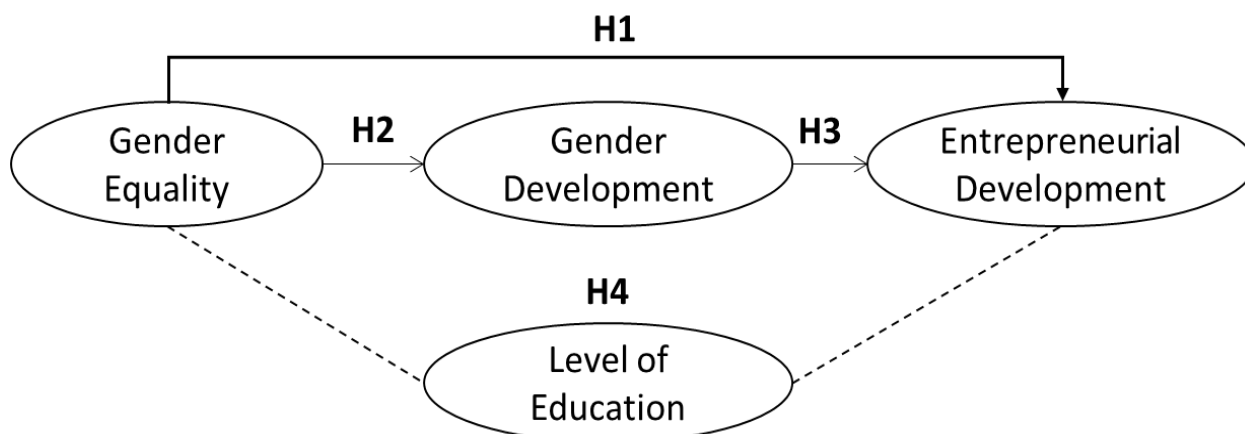 H1
Gender
Equality
H2
Gender
Development
H3
Entrepreneurial
Development
H4
Level of
Education